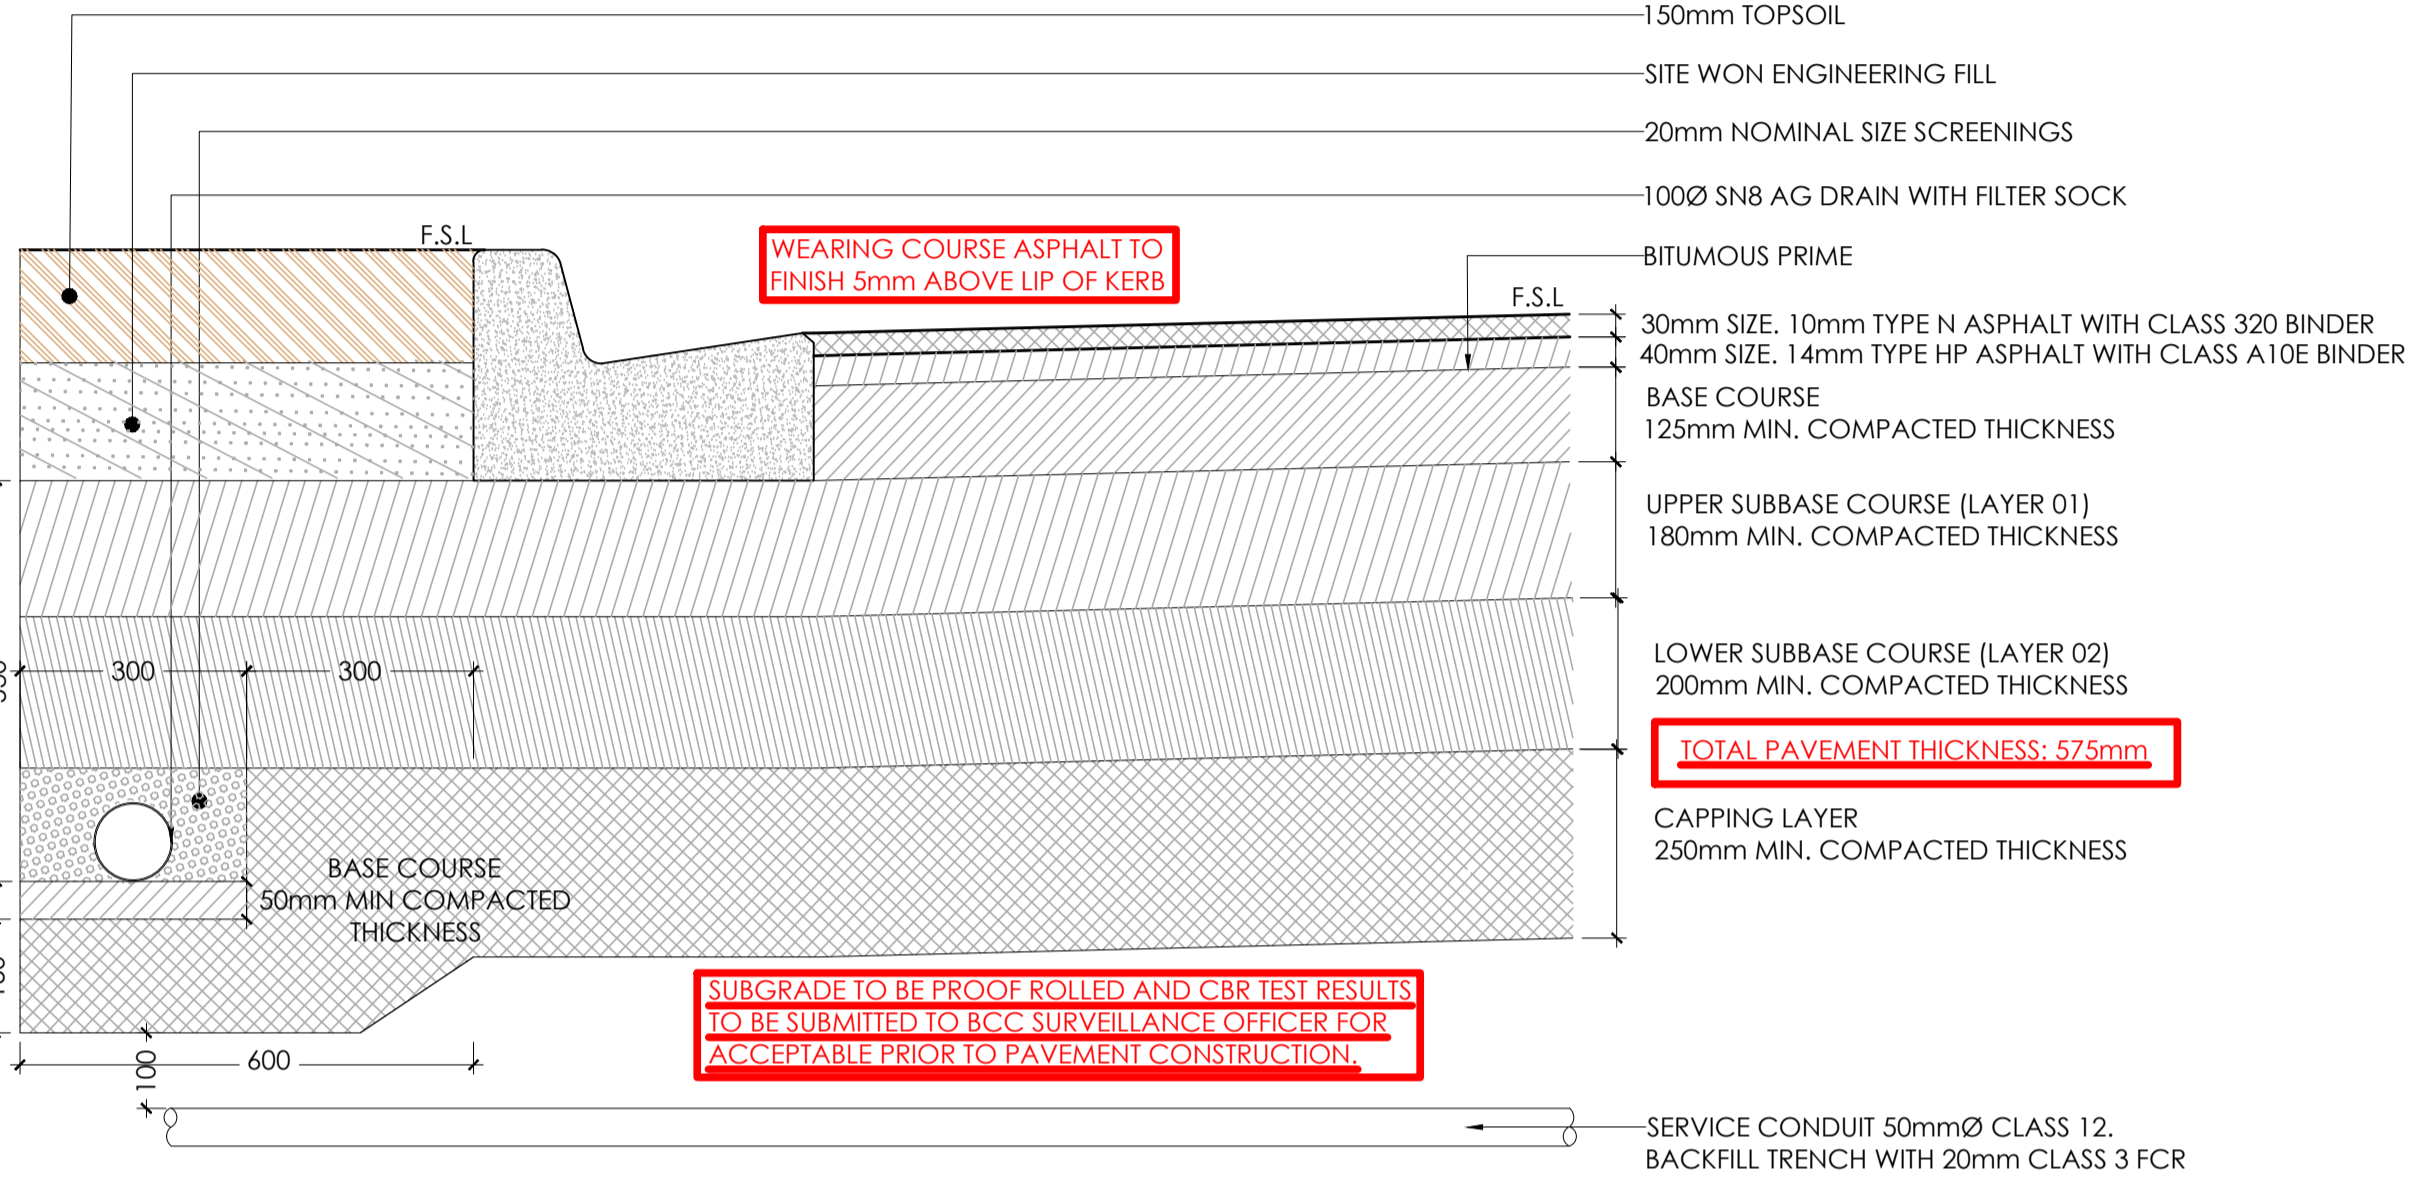 150mm TOPSOIL
SITE WON ENGINEERING FILL
20mm NOMINAL SIZE SCREENINGS
100Ø SN8 AG DRAIN WITH FILTER SOCK
F.S.L
WEARING COURSE ASPHALT TO
FINISH 5mm ABOVE LIP OF KERB
BITUMOUS PRIME
F.S.L
30mm SIZE. 10mm TYPE N ASPHALT WITH CLASS 320 BINDER
40mm SIZE. 14mm TYPE HP ASPHALT WITH CLASS A10E BINDER
BASE COURSE
125mm MIN. COMPACTED THICKNESS
UPPER SUBBASE COURSE (LAYER 01)
180mm MIN. COMPACTED THICKNESS
300
300
LOWER SUBBASE COURSE (LAYER 02)
200mm MIN. COMPACTED THICKNESS
TOTAL PAVEMENT THICKNESS: 575mm
CAPPING LAYER
250mm MIN. COMPACTED THICKNESS
BASE COURSE
50mm MIN COMPACTED
THICKNESS
SUBGRADE TO BE PROOF ROLLED AND CBR TEST RESULTS
TO BE SUBMITTED TO BCC SURVEILLANCE OFFICER FOR
ACCEPTABLE PRIOR TO PAVEMENT CONSTRUCTION.
600
100
SERVICE CONDUIT 50mmØ CLASS 12.
BACKFILL TRENCH WITH 20mm CLASS 3 FCR